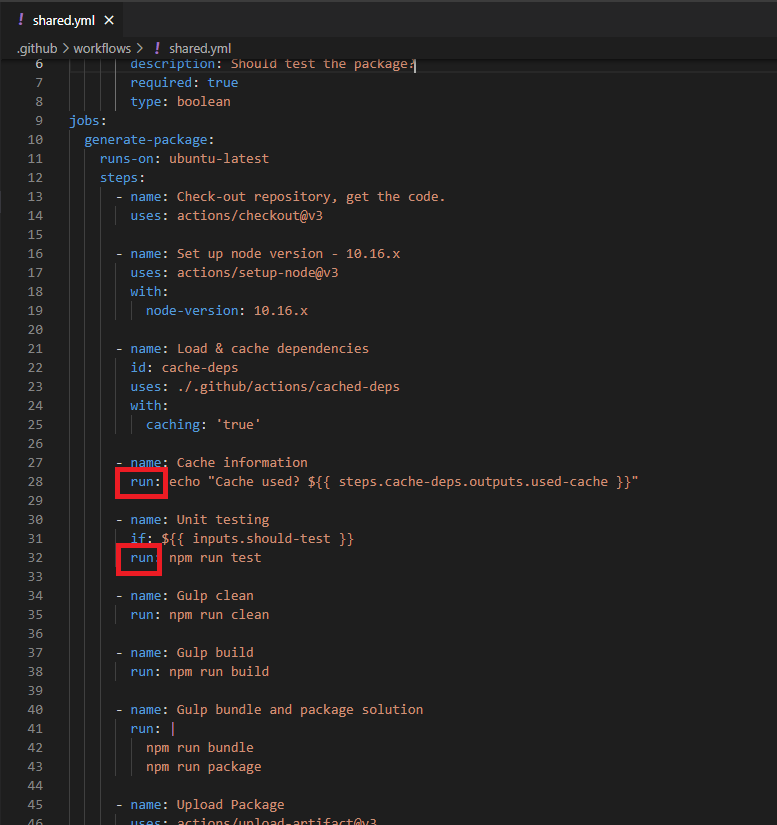 ! shared.yml ×
.github > workflows > ! shared.yml
6 description: Should test the package?
7 required: true
8 type: boolean
9 jobs:
10 generate-package:
11 runs-on: ubuntu-latest
12 steps:
13 - name: Check-out repository, get the code.
14 uses: actions/checkout@v3
15
16 - name: Set up node version - 10.16.x
17 uses: actions/setup-node@v3
18 with:
19 node-version: 10.16.x
20
21 - name: Load & cache dependencies
22 id: cache-deps
23 uses: ./.github/actions/cached-deps
24 with:
25 caching: 'true'
26
27 - name: Cache information
28 run: echo "Cache used? ${{ steps.cache-deps.outputs.used-cache }}"
29
30 - name: Unit testing
31 if: ${{ inputs.should-test }}
32 run: npm run test
33
34 - name: Gulp clean
35 run: npm run clean
36
37 - name: Gulp build
38 run: npm run build
39
40 - name: Gulp bundle and package solution
41 run: |
42 npm run bundle
43 npm run package
44
45 - name: Upload Package
46 uses: actions/upload-artifact@v3